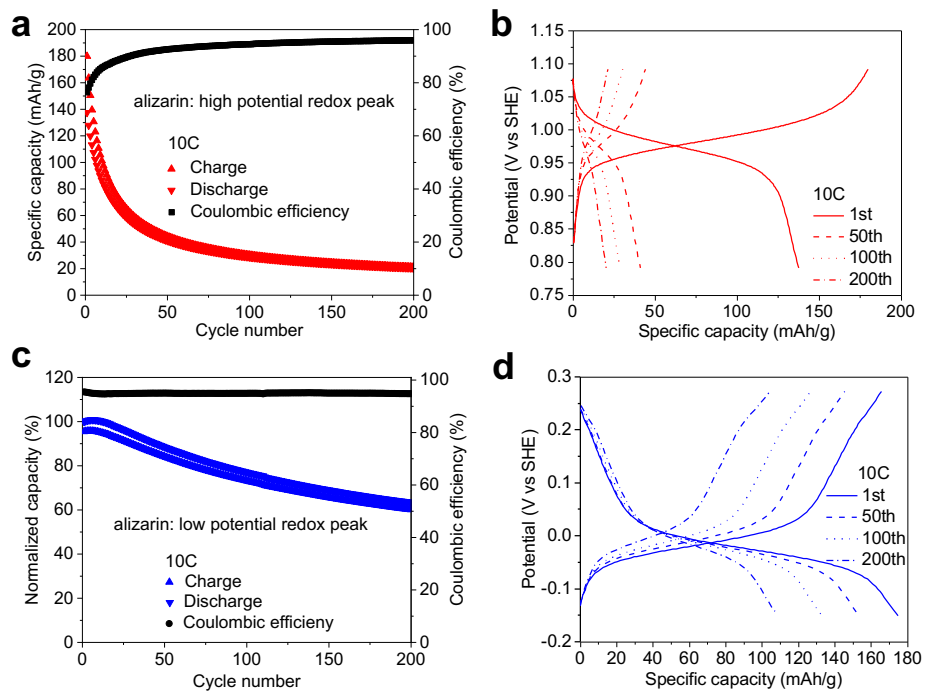 a
200
180
160
140
120
100
80
60
40
20
0
Specific capacity (mAh/g)
100
80
60
40
20
0
Coulombic efficiency (%)
alizarin: high potential redox peak
10C
Charge
Discharge
Coulombic efficiency
0 50 100 150 200
Cycle number
b
1.10
1.05
1.00
0.95
0.90
0.85
0.80
0.75
Potential (V vs SHE)
10C
1st
50th
100th
200th
0 50 100 150 200
Specific capacity (mAh/g)
c
120
100
80
60
40
20
0
Normalized capacity (%)
100
80
60
40
20
0
Coulombic efficiency (%)
alizarin: low potential redox peak
10C
Charge
Discharge
Coulombic efficieny
0 50 100 150 200
Cycle number
d
0.3
0.2
0.1
0.0
-0.1
-0.2
Potential (V vs SHE)
10C
1st
50th
100th
200th
0 20 40 60 80 100 120 140 160 180
Specific capacity (mAh/g)